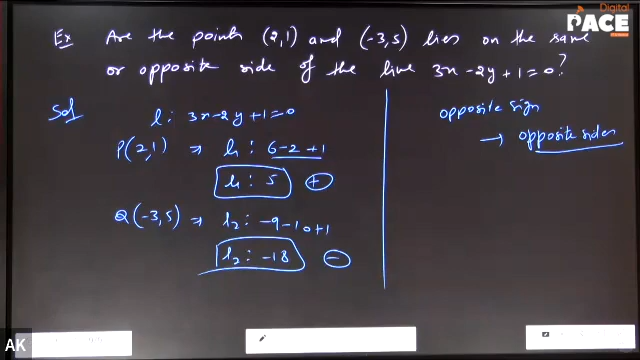 Digital
PACE
Ex Are the points (2,1) and (-3,5) lies on the same
or opposite side of the line 3x-2y+1=0?
Sol
l: 3x-2y+1=0
P(2,1) => l1: 6-2+1
l1: 5 +
Q(-3,5) => l2: -9-10+1
l2: -18 -
opposite sign
→ opposite sides
AK